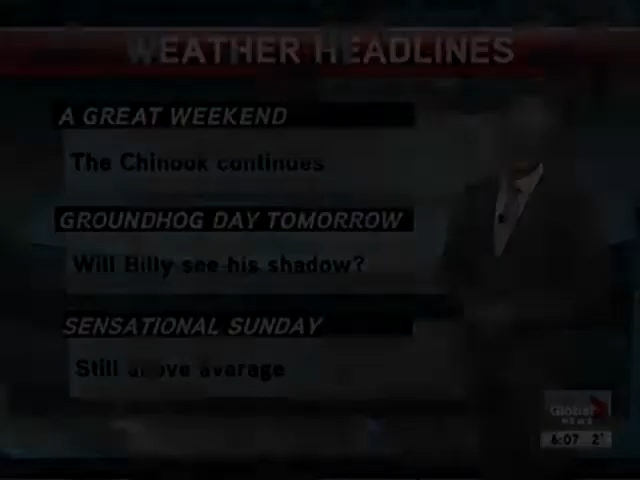 WEATHER HEADLINES
A GREAT WEEKEND
The Chinook continues
GROUNDHOG DAY TOMORROW
Will Billy see his shadow?
SENSATIONAL SUNDAY
Still above average
Global
NEWS
6:07 2°